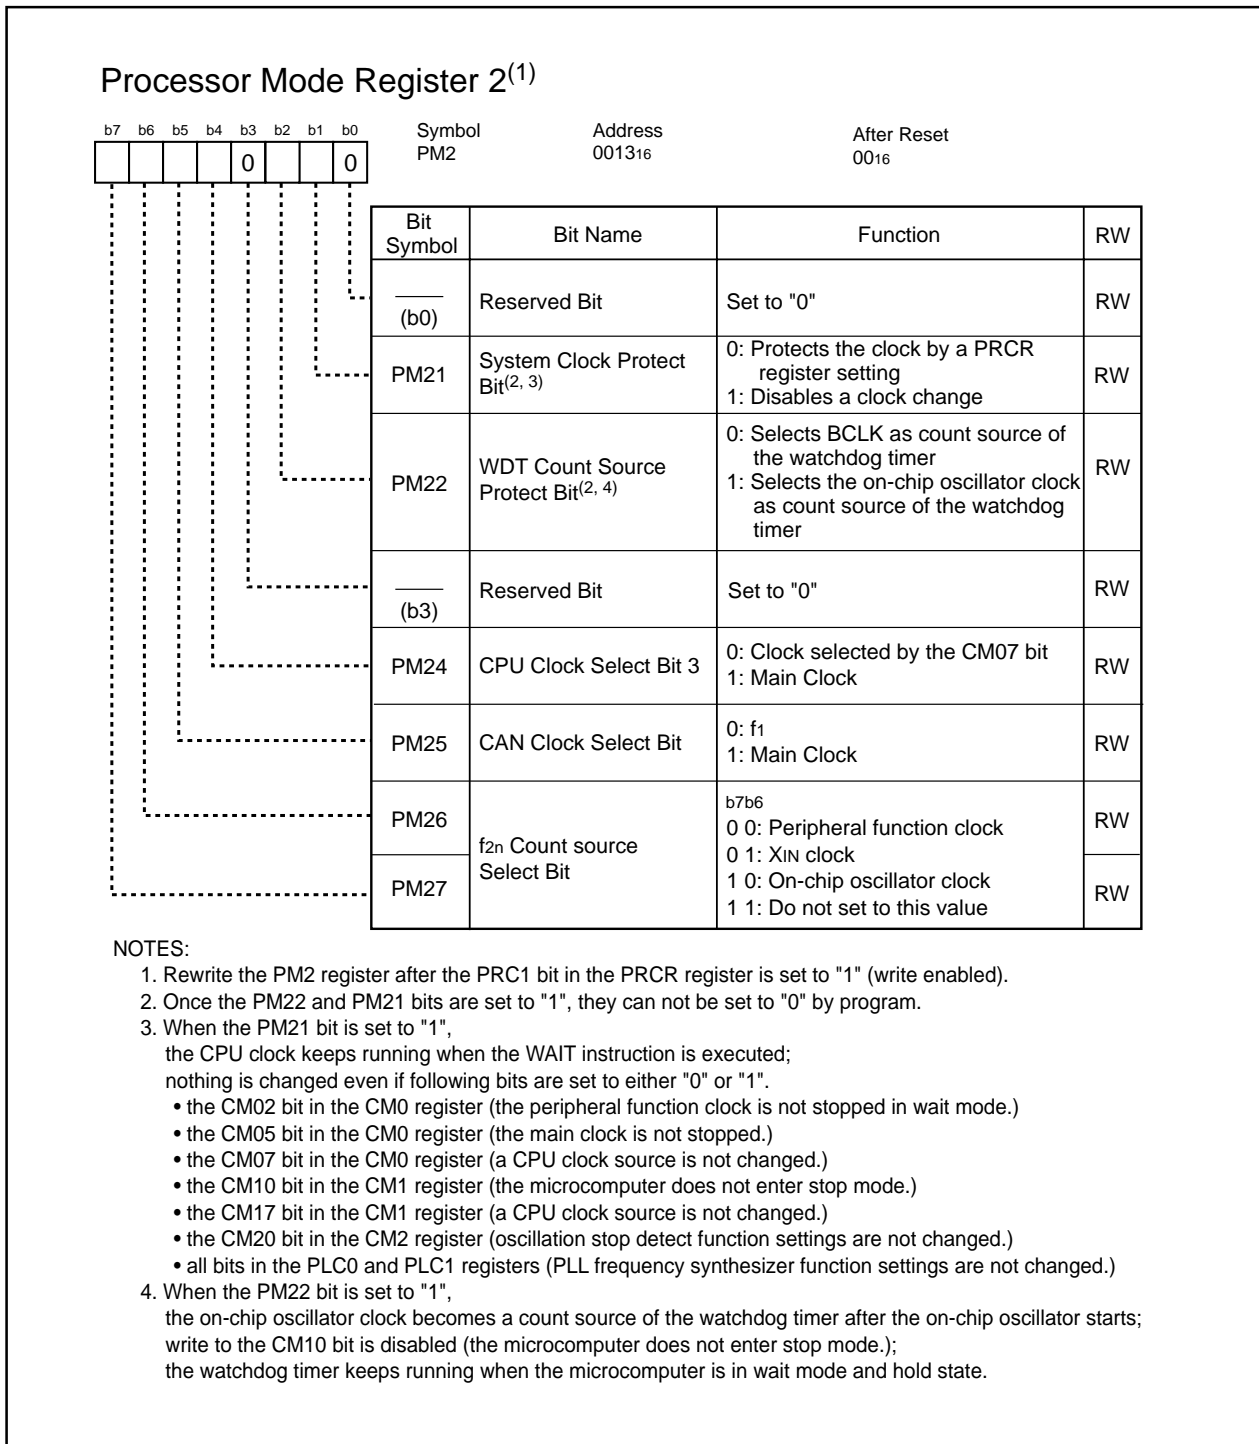 Processor Mode Register 2(1)
b7 b6 b5 b4 b3 b2 b1 b0
0 0
Symbol Address After Reset
PM2 001316 0016
Bit Symbol Bit Name Function RW
(b0) Reserved Bit Set to "0" RW
PM21 System Clock Protect Bit(2, 3) RW
0: Protects the clock by a PRCR
register setting
1: Disables a clock change
PM22 WDT Count Source Protect Bit(2, 4) RW
0: Selects BCLK as count source of
the watchdog timer
1: Selects the on-chip oscillator clock
as count source of the watchdog
timer
(b3) Reserved Bit Set to "0" RW
PM24 CPU Clock Select Bit 3 RW
0: Clock selected by the CM07 bit
1: Main Clock
PM25 CAN Clock Select Bit RW
0: f1
1: Main Clock
PM26 RW
PM27 RW
f2n Count source
Select Bit
b7b6
0 0: Peripheral function clock
0 1: XIN clock
1 0: On-chip oscillator clock
1 1: Do not set to this value
NOTES:
1. Rewrite the PM2 register after the PRC1 bit in the PRCR register is set to "1" (write enabled).
2. Once the PM22 and PM21 bits are set to "1", they can not be set to "0" by program.
3. When the PM21 bit is set to "1",
the CPU clock keeps running when the WAIT instruction is executed;
nothing is changed even if following bits are set to either "0" or "1".
• the CM02 bit in the CM0 register (the peripheral function clock is not stopped in wait mode.)
• the CM05 bit in the CM0 register (the main clock is not stopped.)
• the CM07 bit in the CM0 register (a CPU clock source is not changed.)
• the CM10 bit in the CM1 register (the microcomputer does not enter stop mode.)
• the CM17 bit in the CM1 register (a CPU clock source is not changed.)
• the CM20 bit in the CM2 register (oscillation stop detect function settings are not changed.)
• all bits in the PLC0 and PLC1 registers (PLL frequency synthesizer function settings are not changed.)
4. When the PM22 bit is set to "1",
the on-chip oscillator clock becomes a count source of the watchdog timer after the on-chip oscillator starts;
write to the CM10 bit is disabled (the microcomputer does not enter stop mode.);
the watchdog timer keeps running when the microcomputer is in wait mode and hold state.